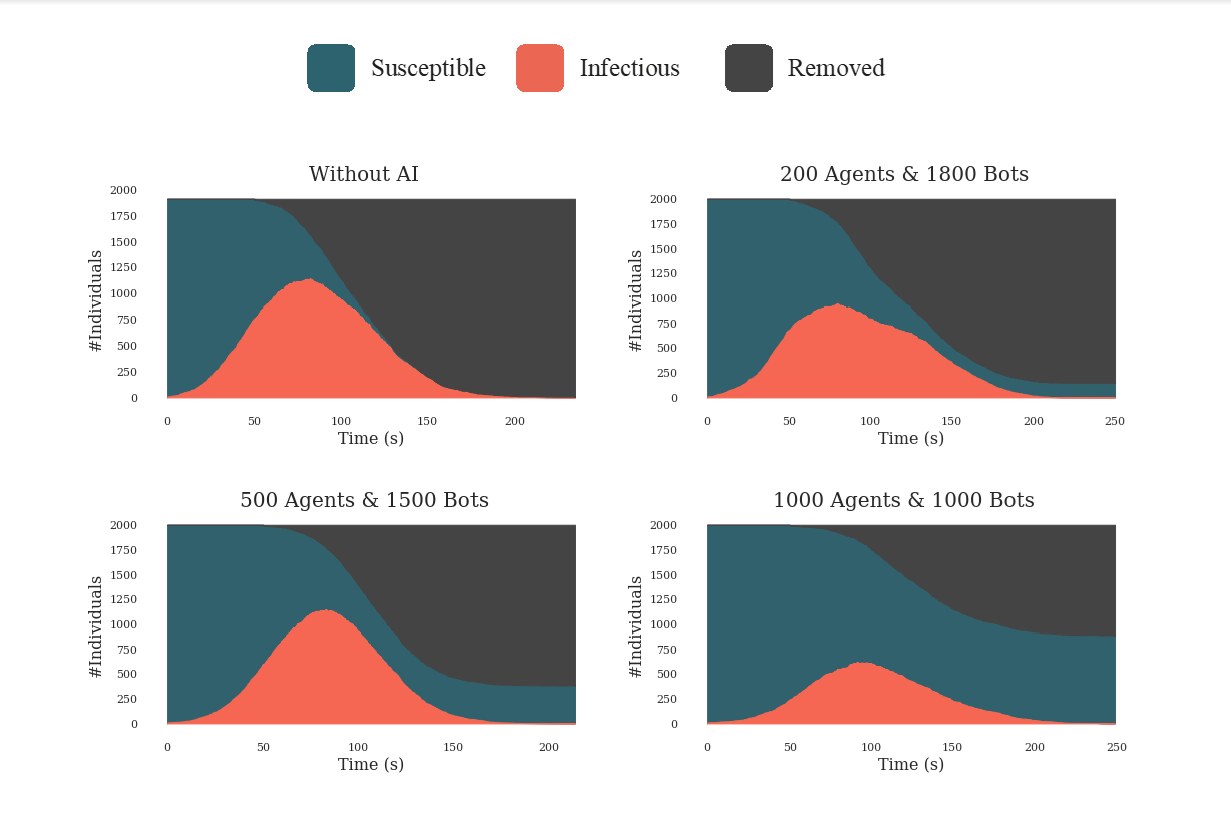 Susceptible Infectious Removed
Without AI
2000
1750
1500
1250
1000
750
500
250
0
#Individuals
0 50 100 150 200
Time (s)
200 Agents & 1800 Bots
2000
1750
1500
1250
1000
750
500
250
0
#Individuals
0 50 100 150 200 250
Time (s)
500 Agents & 1500 Bots
2000
1750
1500
1250
1000
750
500
250
0
#Individuals
0 50 100 150 200
Time (s)
1000 Agents & 1000 Bots
2000
1750
1500
1250
1000
750
500
250
0
#Individuals
0 50 100 150 200 250
Time (s)